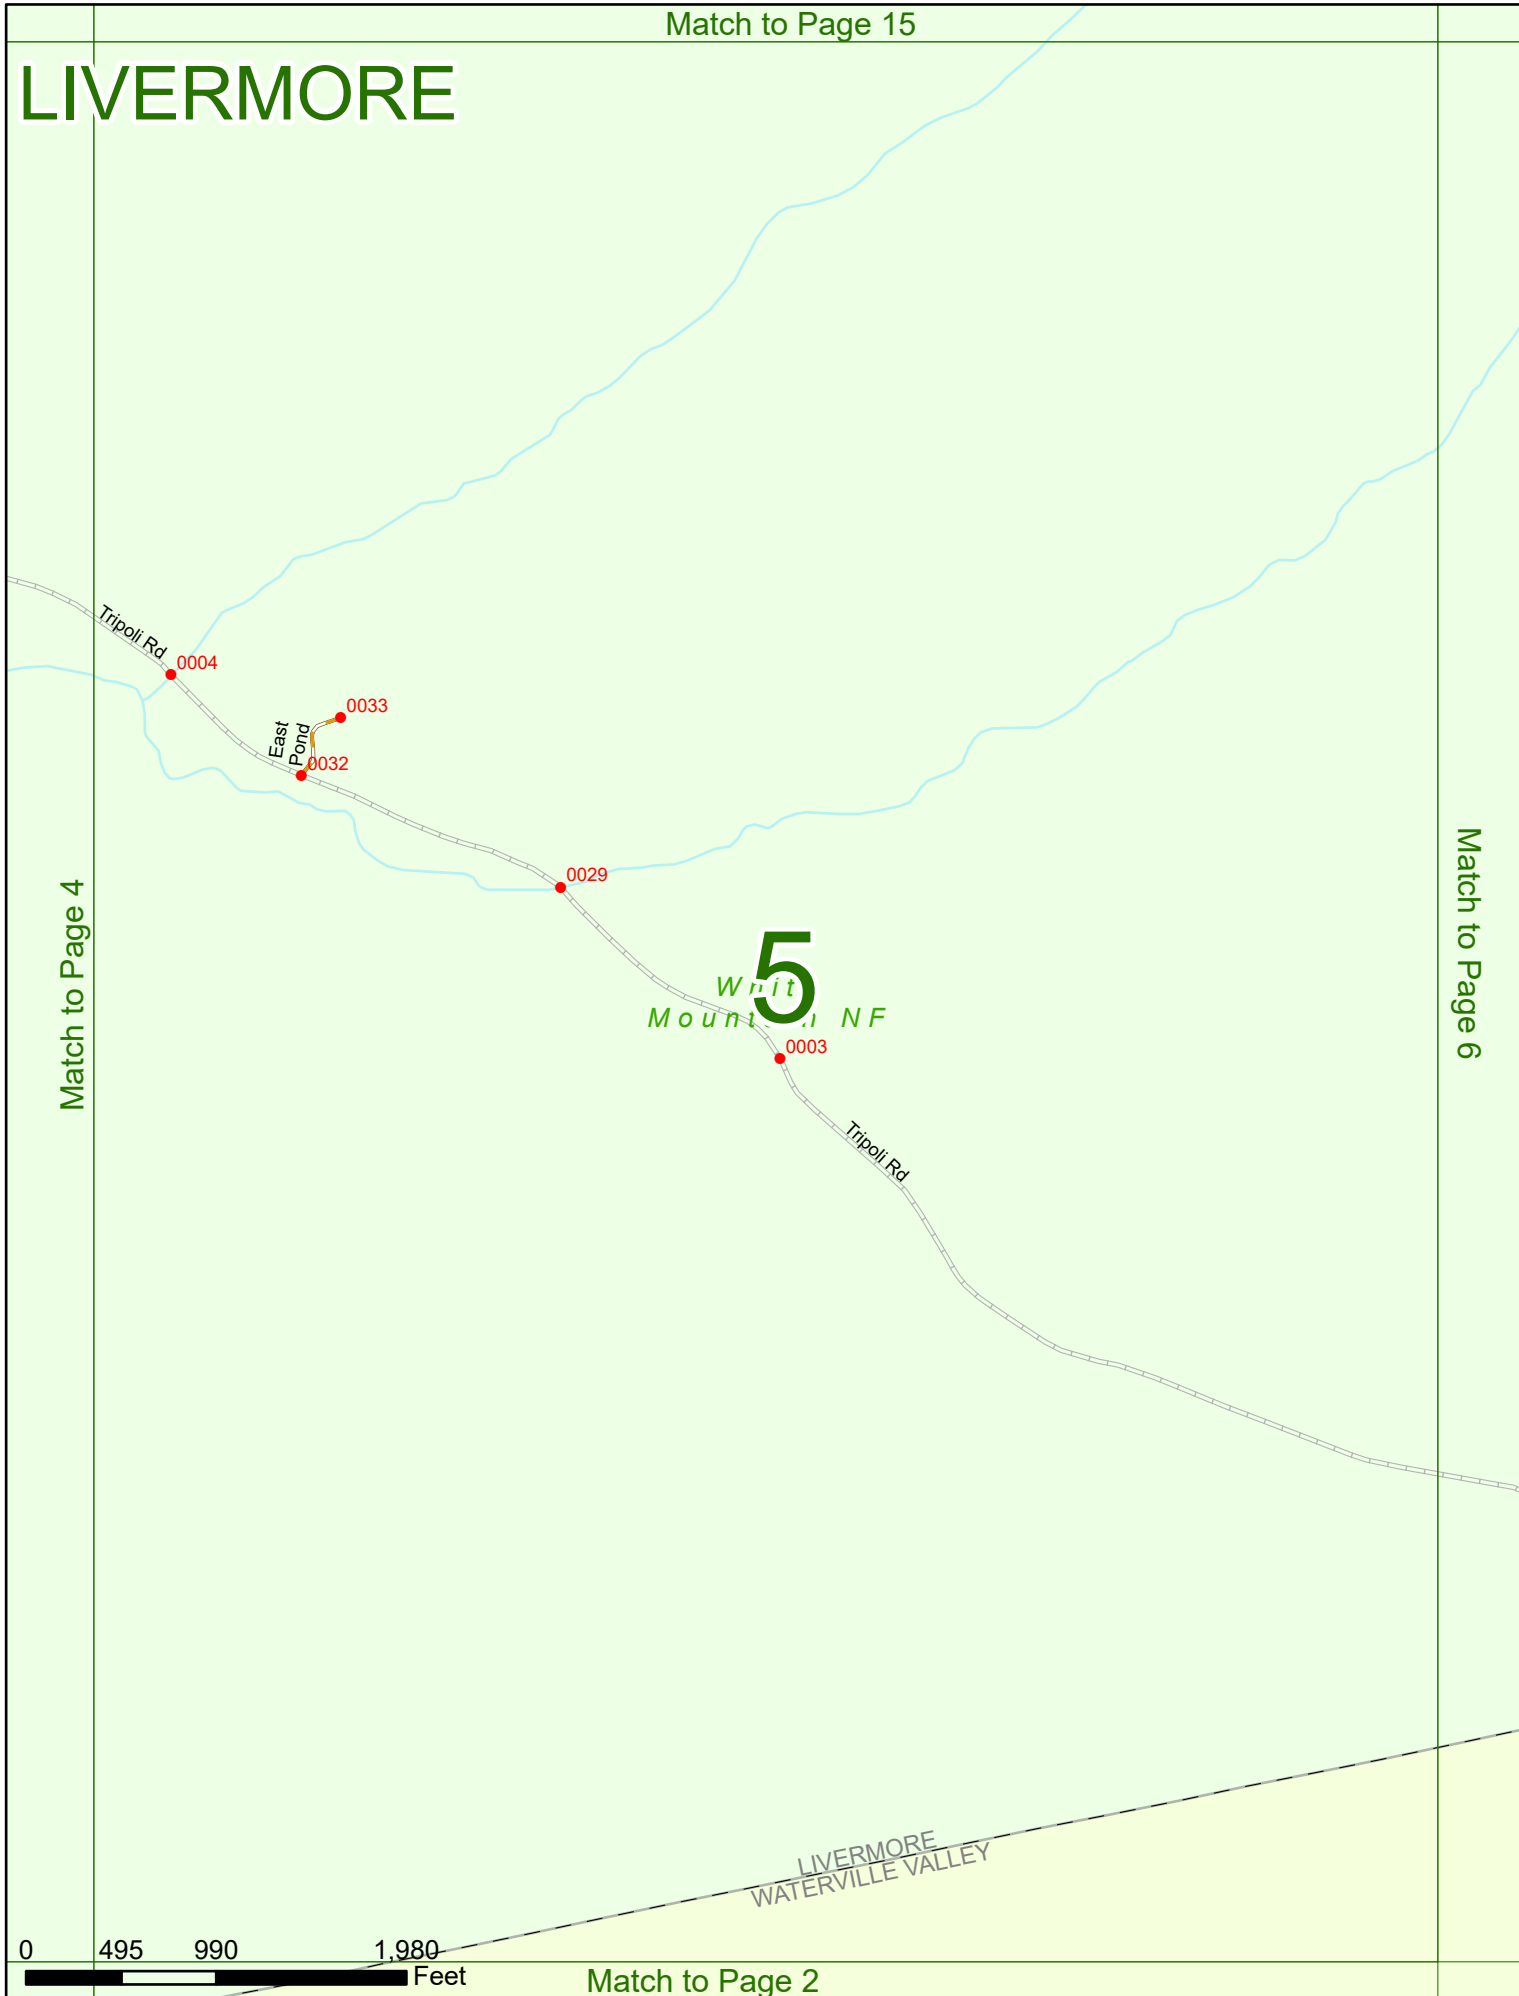 Match to Page 15
LIVERMORE
Tripoli Rd
0004
0033
East
Pond
0032
0029
Match to Page 4
Match to Page 6
5
NF
0003
Tripoli Rd
LIVERMORE
WATERVILLE VALLEY
0 495 990 1,980
Feet
Match to Page 2